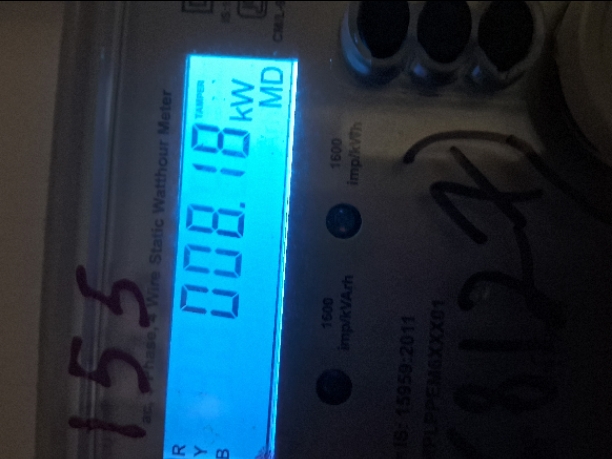 155
ac, 3 Phase, 4 Wire Static Watthour Meter
TAMPER
008.18 kW
MD
R
Y
B
1600
imp/kWh
1600
imp/kVArh
IS: 15959:2011
8127